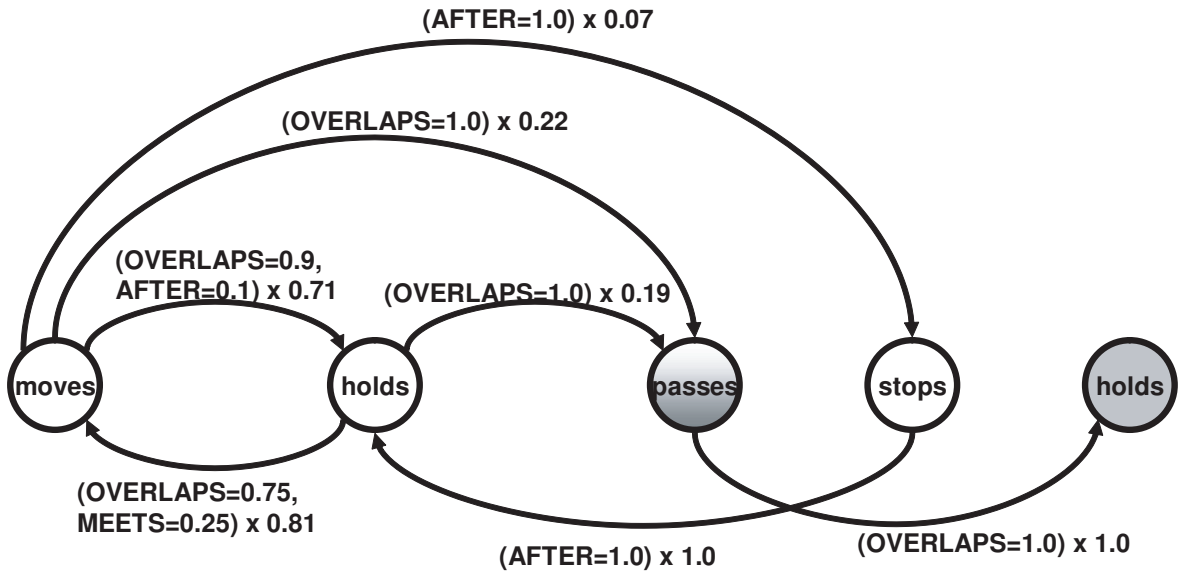 (AFTER=1.0) x 0.07
(OVERLAPS=1.0) x 0.22
(OVERLAPS=0.9,
AFTER=0.1) x 0.71
(OVERLAPS=1.0) x 0.19
moves
holds
passes
stops
holds
(OVERLAPS=0.75,
MEETS=0.25) x 0.81
(AFTER=1.0) x 1.0
(OVERLAPS=1.0) x 1.0